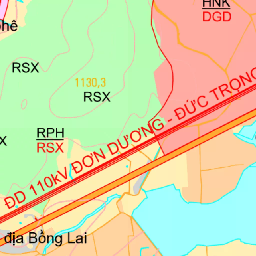 HNK
DGD
hê
RSX
1130,3
RSX
RPH
RSX
ĐD 110kV ĐƠN DƯƠNG - ĐỨC TRỌNG
X
địa Bồng Lai